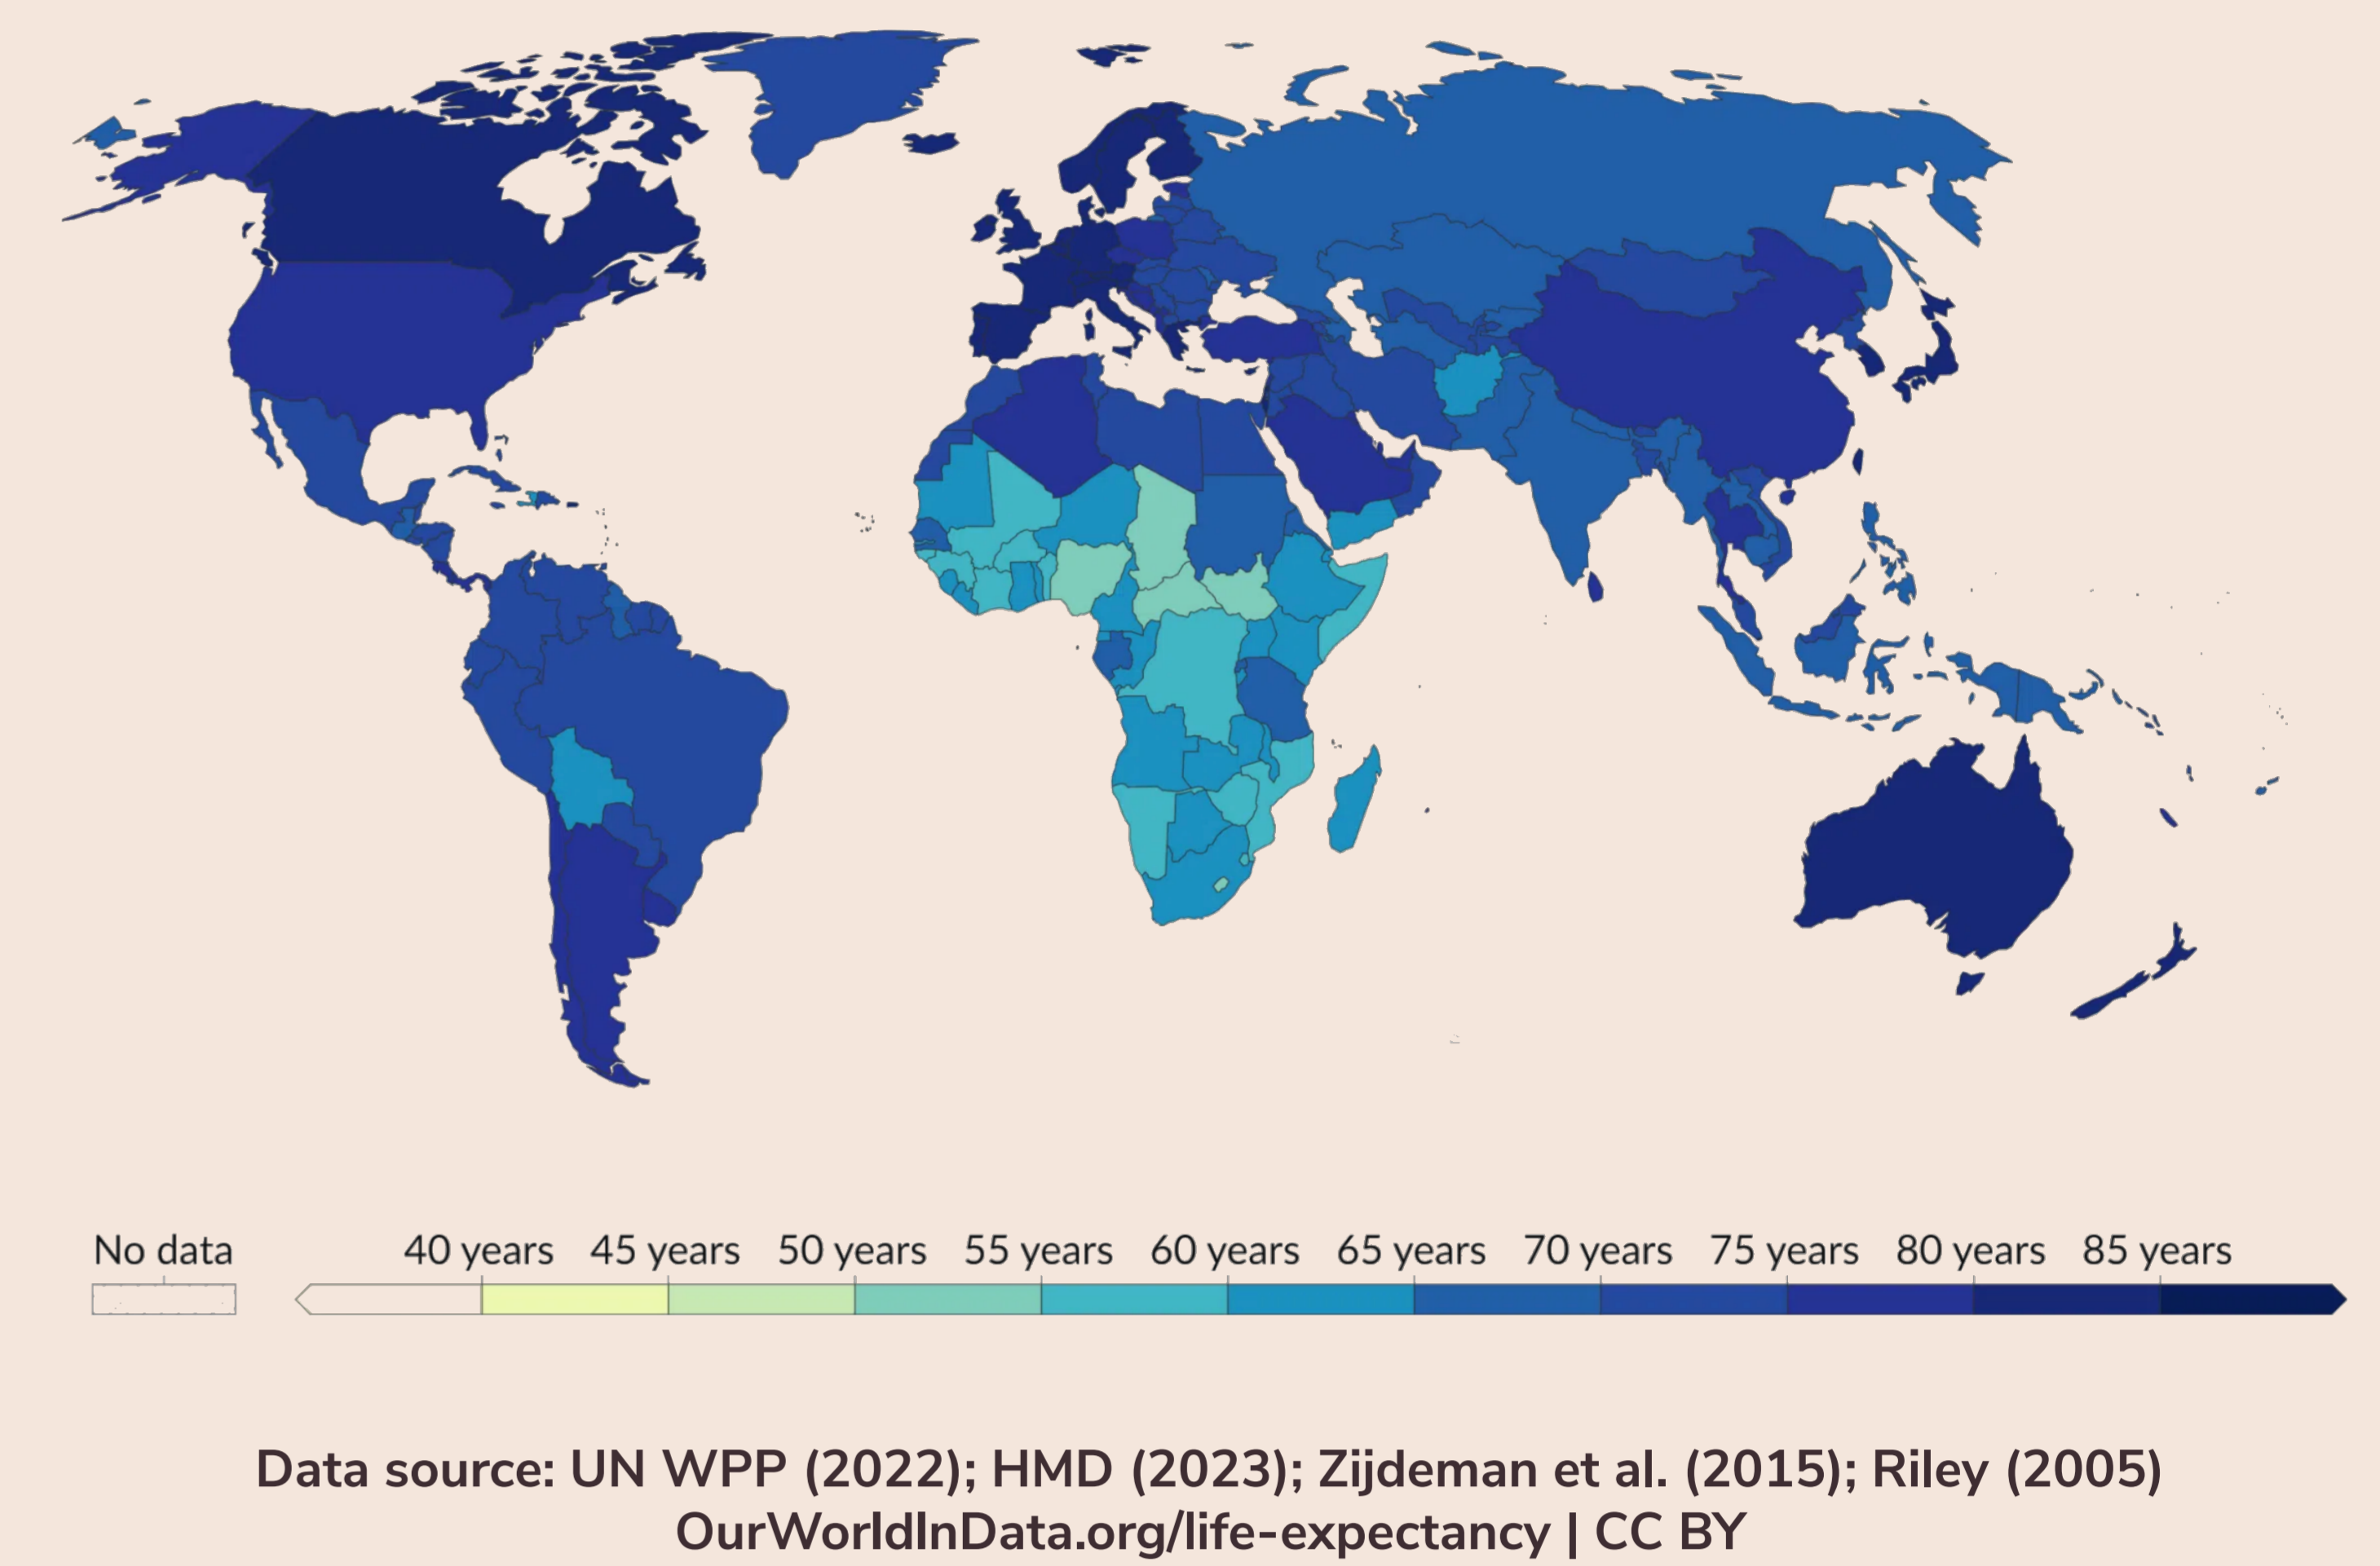 No data 40 years 45 years 50 years 55 years 60 years 65 years 70 years 75 years 80 years 85 years
Data source: UN WPP (2022); HMD (2023); Zijdeman et al. (2015); Riley (2005)
OurWorldInData.org/life-expectancy | CC BY